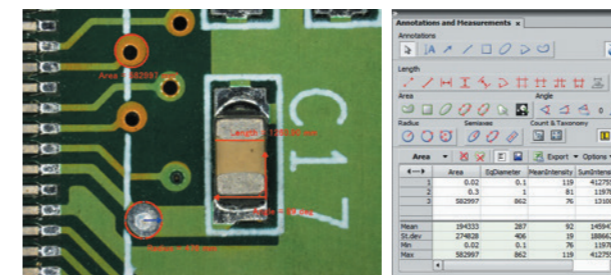 Area = 582097
Length =
Angle = 90 deg
Radius =
C17
Annotations and Measurements x
Annotations
Length
Area Angle
Radius Semiaxes Count & Taxonomy
Area Export Options
Area EqDiameter MeanIntensity SumIntens
1 0.02 0.1 119
2 0.3 1 81
3 582997 862 76
Mean 194333 287 92
St.dev 274828 406 19
Min 0.02 0.1 76
Max 582997 862 119